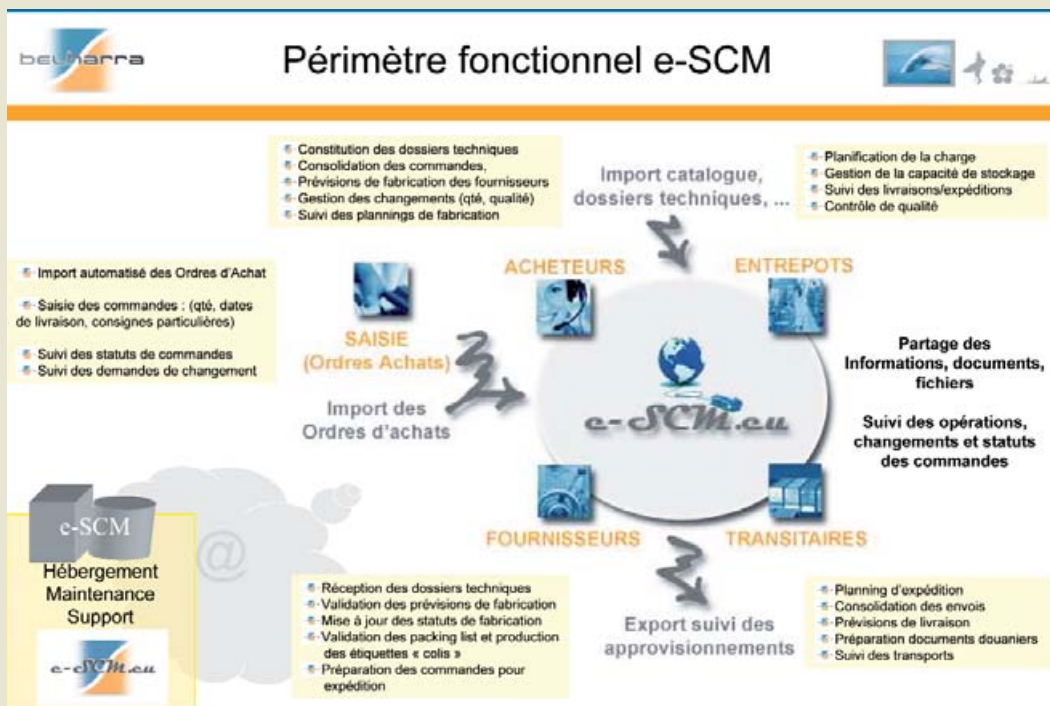 belharra
Périmètre fonctionnel e-SCM
Constitution des dossiers techniques
Consolidation des commandes,
Prévisions de fabrication des fournisseurs
Gestion des changements (qté, qualité)
Suivi des plannings de fabrication
Import catalogue,
dossiers techniques, ...
Planification de la charge
Gestion de la capacité de stockage
Suivi des livraisons/expéditions
Contrôle de qualité
Import automatisé des Ordres d'Achat
Saisie des commandes : (qté, dates
de livraison, consignes particulières)
Suivi des statuts de commandes
Suivi des demandes de changement
SAISIE
(Ordres Achats)
Import des
Ordres d'achats
ACHETEURS
ENTREPOTS
e-SCM.eu
Partage des
Informations, documents,
fichiers
Suivi des opérations,
changements et statuts
des commandes
FOURNISSEURS
TRANSITAIRES
e-SCM
@
Hébergement
Maintenance
Support
e-SCM.eu
Réception des dossiers techniques
Validation des prévisions de fabrication
Mise à jour des statuts de fabrication
Validation des packing list et production
des étiquettes « colis »
Préparation des commandes pour
expédition
Export suivi des
approvisionnements
Planning d'expédition
Consolidation des envois
Prévisions de livraison
Préparation documents douaniers
Suivi des transports